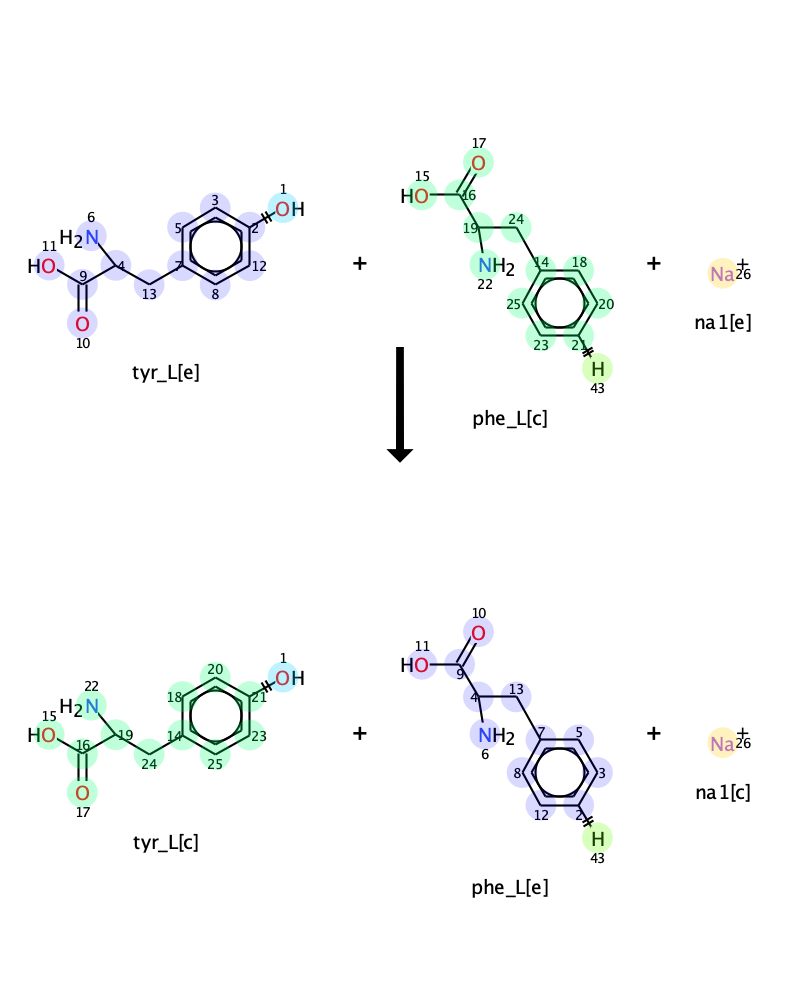 17
1
15
O
3
HO
16
6
OH
5
2
24
11
H₂N
19
HO
4
7
12
14
18
+
NH₂
+
Na⁺26
9
13
8
22
25
20
na1[e]
O
10
23
21
tyr_L[e]
H
43
phe_L[c]
10
O
1
11
20
HO
9
22
OH
18
21
4
13
15
H₂N
HO
19
14
23
7
5
+
NH₂
+
Na⁺26
16
24
25
6
8
3
na1[c]
O
17
12
2
tyr_L[c]
H
43
phe_L[e]